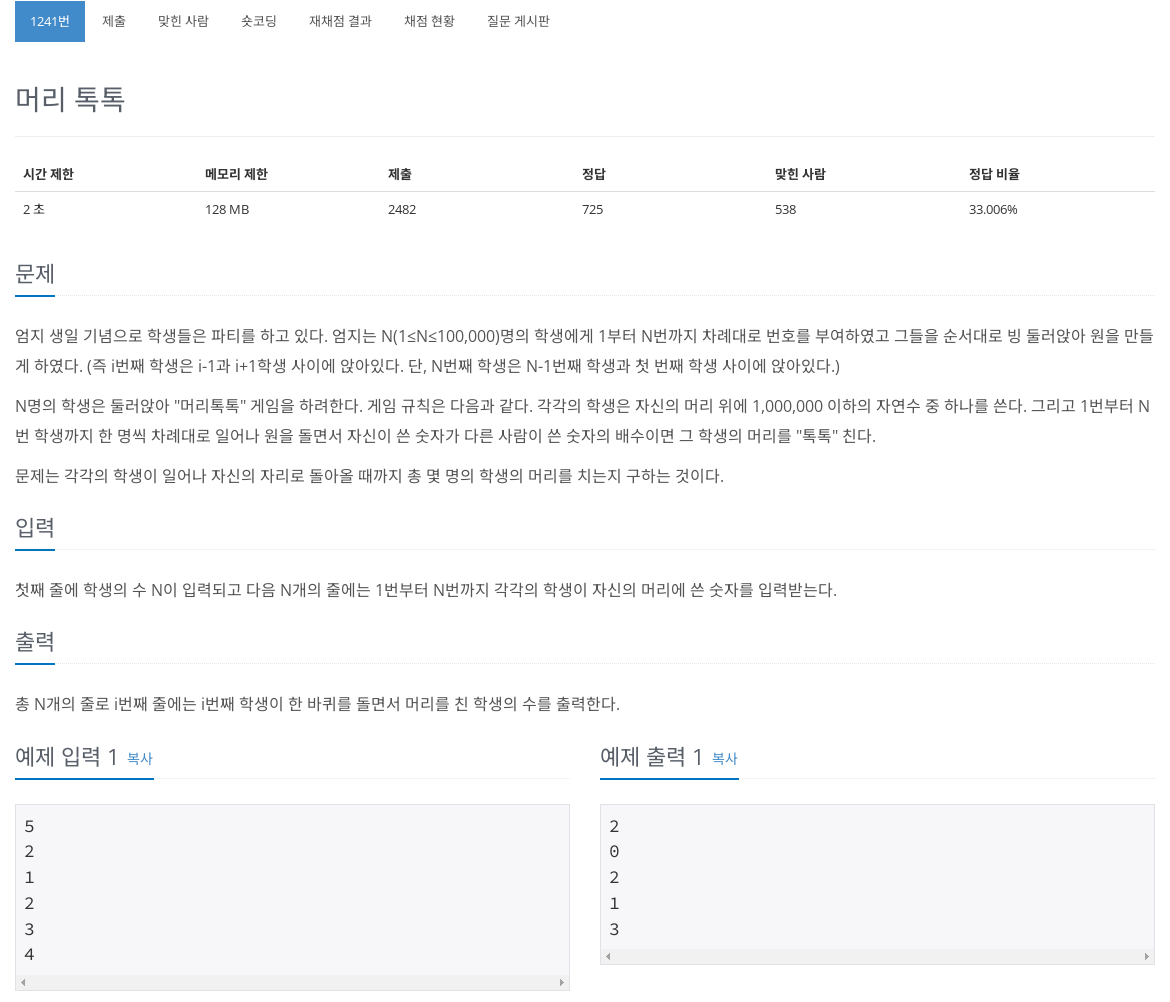 1241번 제출 맞힌 사람 숏코딩 재채점 결과 채점 현황 질문 게시판
머리 톡톡
시간 제한 메모리 제한 제출 정답 맞힌 사람 정답 비율
2 초 128 MB 2482 725 538 33.006%
문제
엄지 생일 기념으로 학생들은 파티를 하고 있다. 엄지는 N(1≤N≤100,000)명의 학생에게 1부터 N번까지 차례대로 번호를 부여하였고 그들을 순서대로 빙 둘러앉아 원을 만들
게 하였다. (즉 i번째 학생은 i-1과 i+1학생 사이에 앉아있다. 단, N번째 학생은 N-1번째 학생과 첫 번째 학생 사이에 앉아있다.)
N명의 학생은 둘러앉아 "머리톡톡" 게임을 하려한다. 게임 규칙은 다음과 같다. 각각의 학생은 자신의 머리 위에 1,000,000 이하의 자연수 중 하나를 쓴다. 그리고 1번부터 N
번 학생까지 한 명씩 차례대로 일어나 원을 돌면서 자신이 쓴 숫자가 다른 사람이 쓴 숫자의 배수이면 그 학생의 머리를 "톡톡" 친다.
문제는 각각의 학생이 일어나 자신의 자리로 돌아올 때까지 총 몇 명의 학생의 머리를 치는지 구하는 것이다.
입력
첫째 줄에 학생의 수 N이 입력되고 다음 N개의 줄에는 1번부터 N번까지 각각의 학생이 자신의 머리에 쓴 숫자를 입력받는다.
출력
총 N개의 줄로 i번째 줄에는 i번째 학생이 한 바퀴를 돌면서 머리를 친 학생의 수를 출력한다.
예제 입력 1 복사
5
2
1
2
3
4
예제 출력 1 복사
2
0
2
1
3